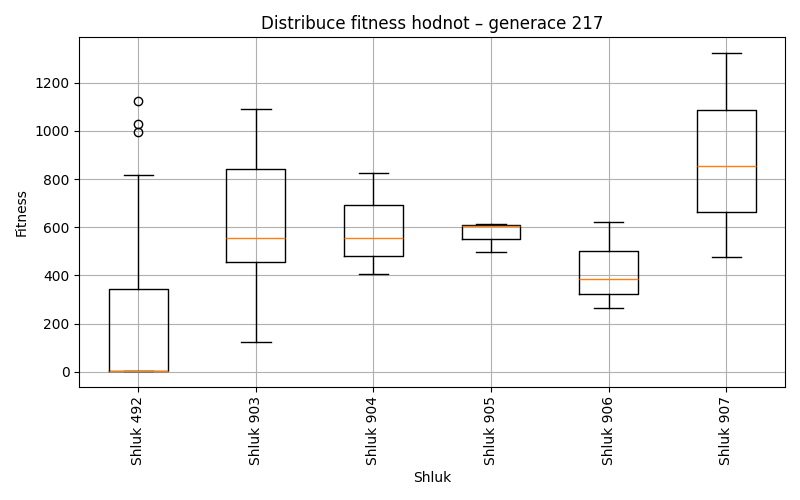 Distribuce fitness hodnot – generace 217
Fitness
1200
1000
800
600
400
200
0
Shluk 492
Shluk 903
Shluk 904
Shluk 905
Shluk 906
Shluk 907
Shluk